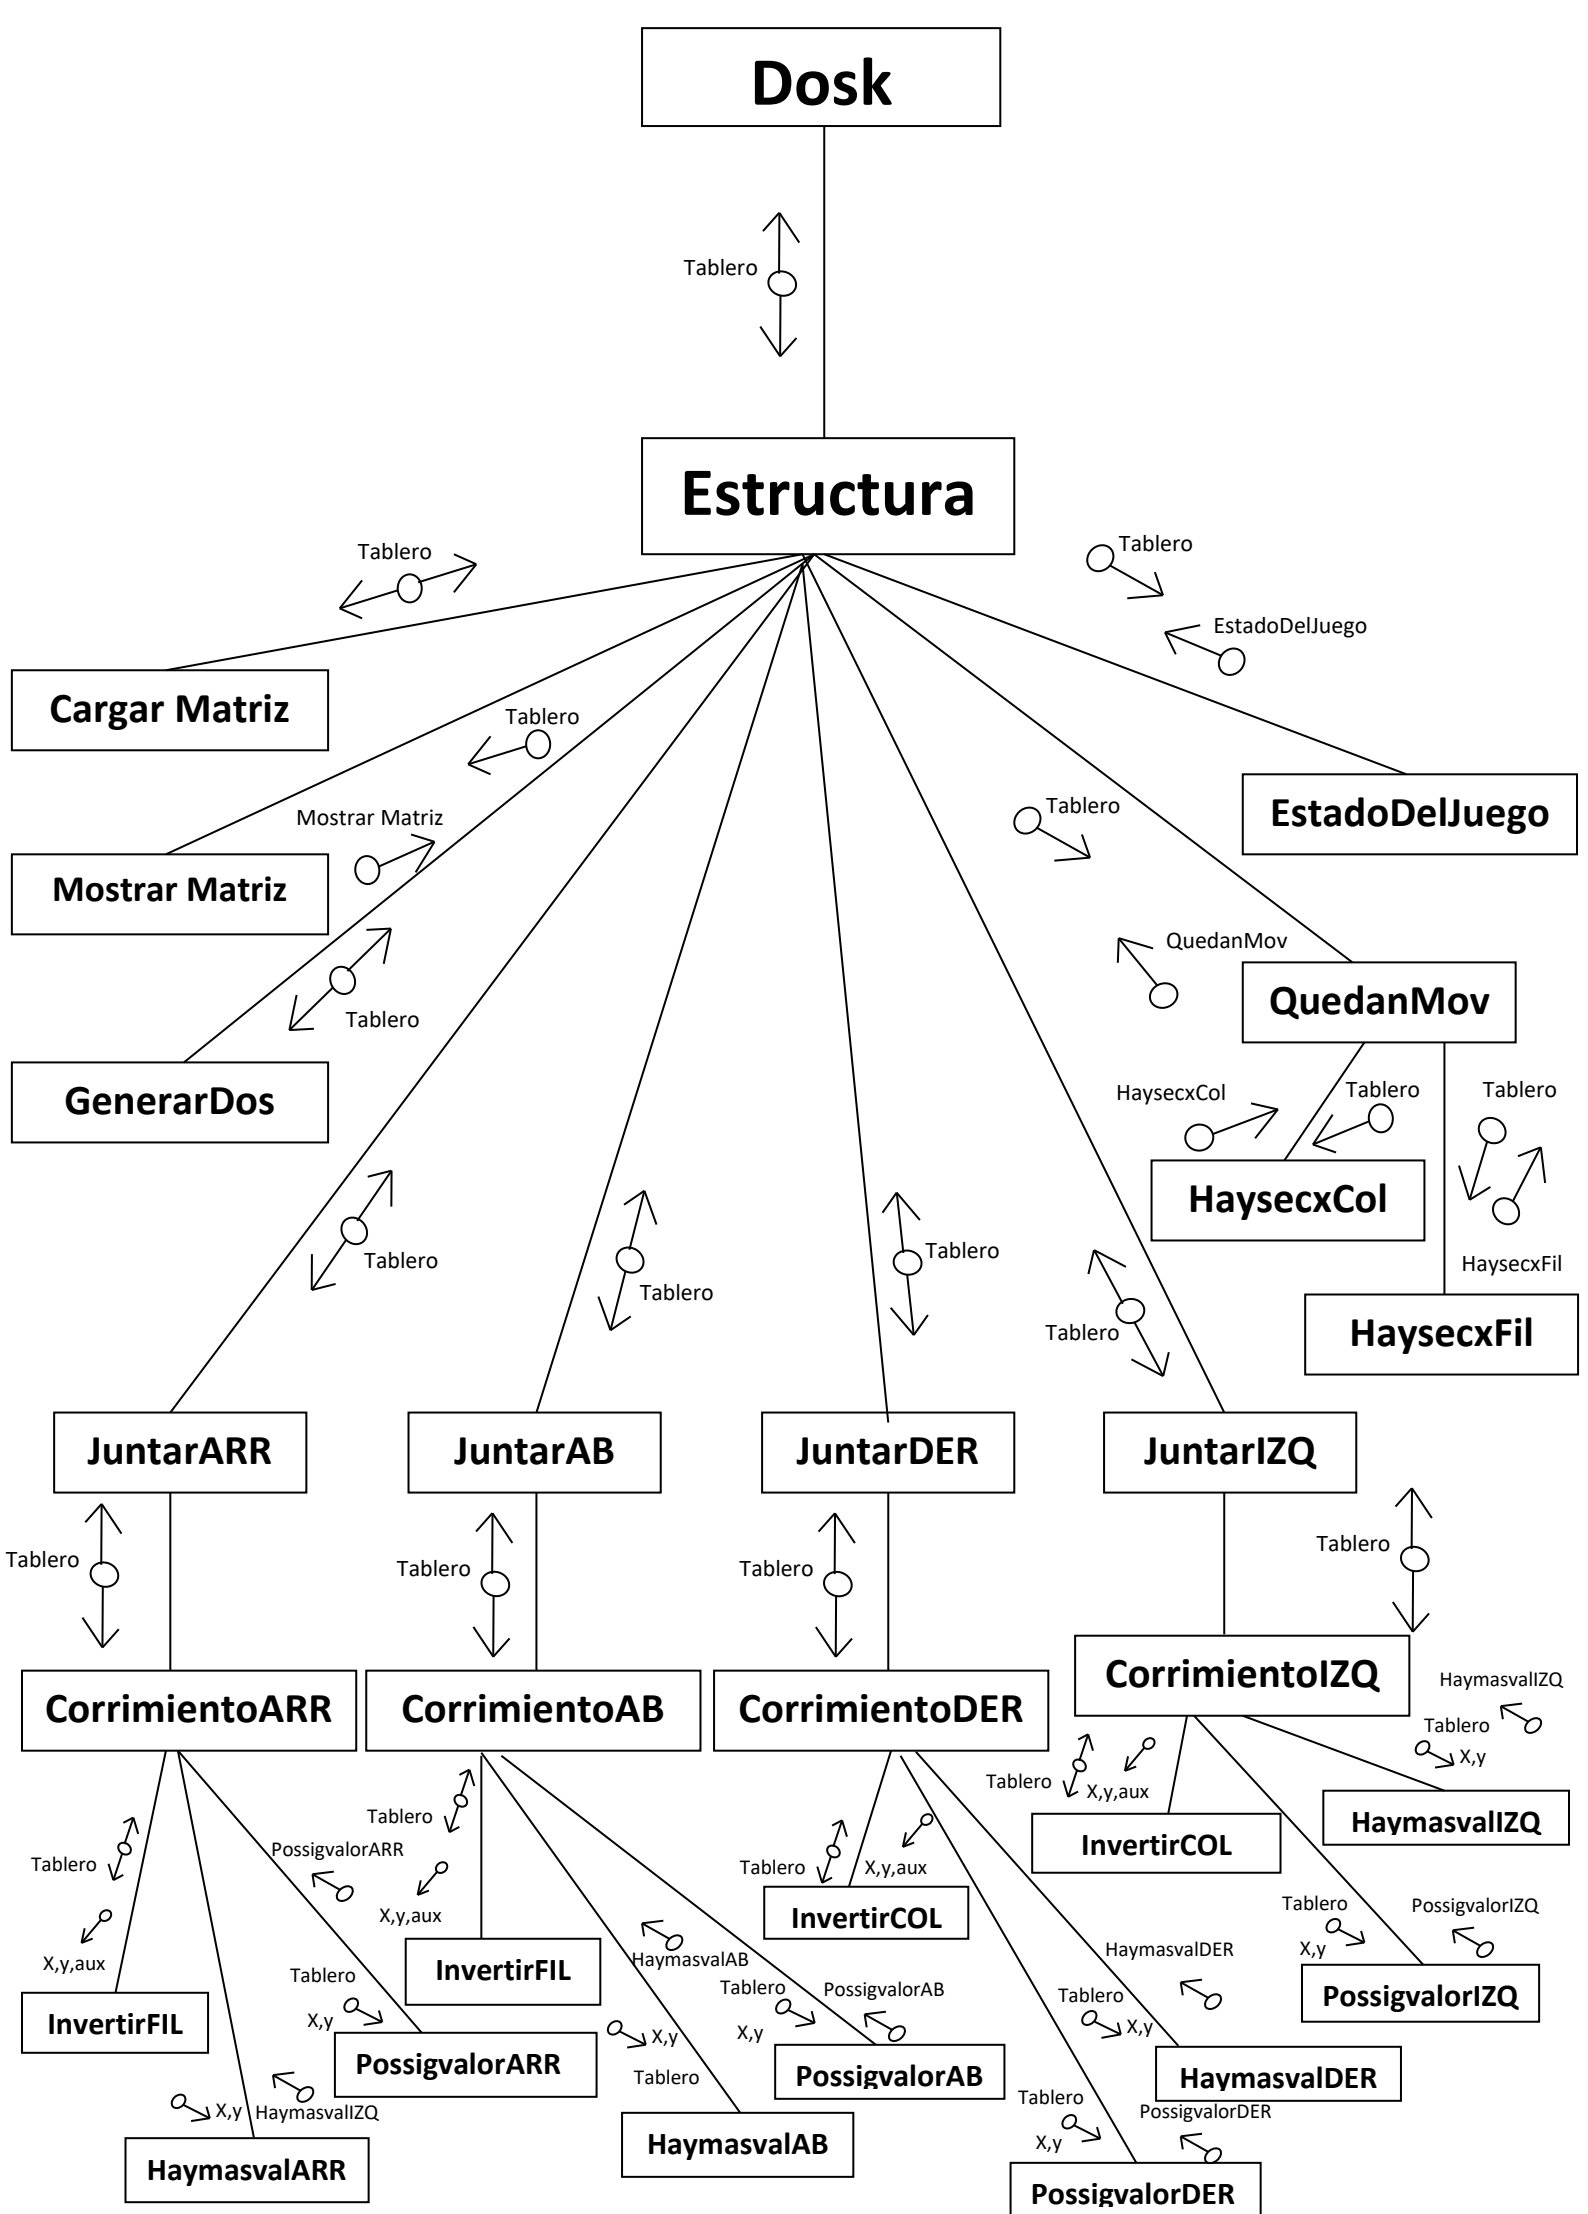 Dosk
Tablero
Estructura
Tablero
Tablero
EstadoDelJuego
Cargar Matriz
Tablero
EstadoDelJuego
Tablero
Mostrar Matriz
Mostrar Matriz
QuedanMov
QuedanMov
Tablero
GenerarDos
HaysecxCol
Tablero
Tablero
HaysecxCol
Tablero
Tablero
Tablero
HaysecxFil
Tablero
HaysecxFil
JuntarARR
JuntarAB
JuntarDER
JuntarIZQ
Tablero
Tablero
Tablero
Tablero
CorrimientoARR
CorrimientoAB
CorrimientoDER
CorrimientoIZQ
HaymasvalIZQ
Tablero
X,y
Tablero
X,y,aux
HaymasvalIZQ
InvertirCOL
Tablero
PossigvalorARR
Tablero
X,y,aux
Tablero
X,y,aux
InvertirCOL
X,y,aux
InvertirFIL
Tablero
X,y
PossigvalorARR
InvertirFIL
HaymasvalAB
Tablero
X,y
PossigvalorAB
HaymasvalDER
Tablero
X,y
Tablero
X,y
PossigvalorIZQ
PossigvalorIZQ
X,y
Tablero
PossigvalorAB
HaymasvalDER
X,y
HaymasvalIZQ
HaymasvalARR
HaymasvalAB
Tablero
X,y
PossigvalorDER
PossigvalorDER